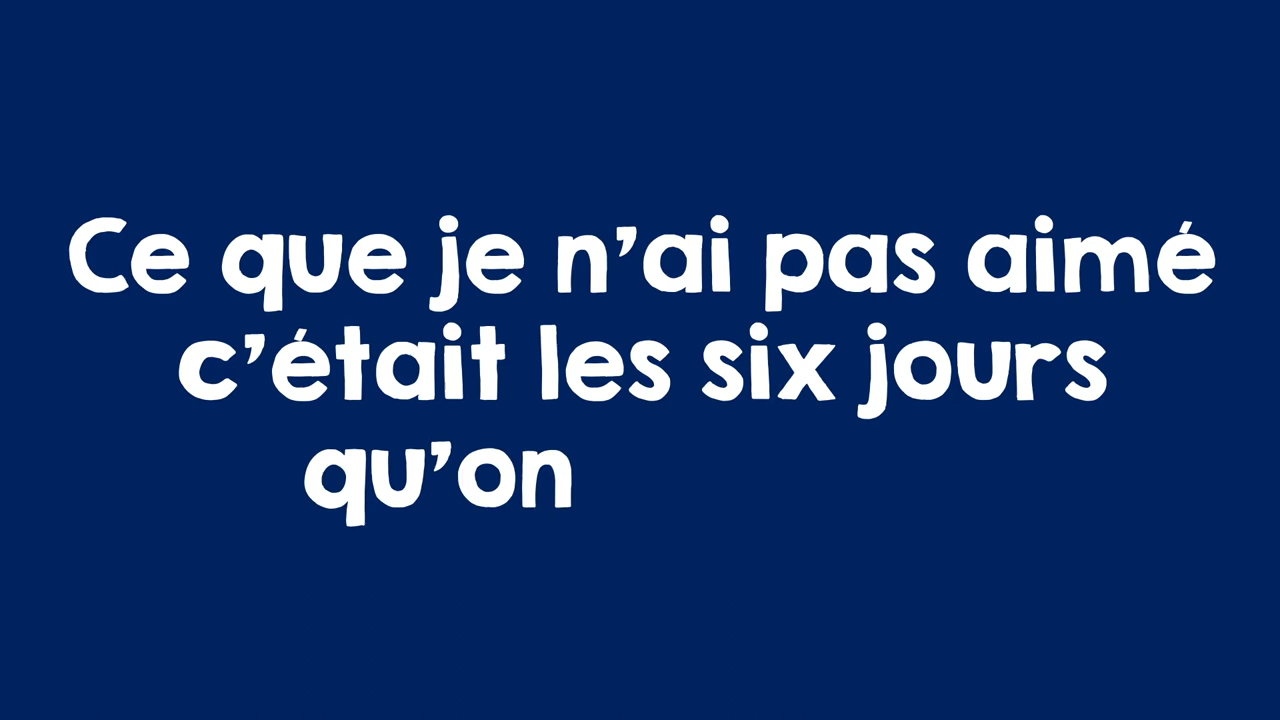 Ce que je n’ai pas aimé
c’était les six jours
qu’on